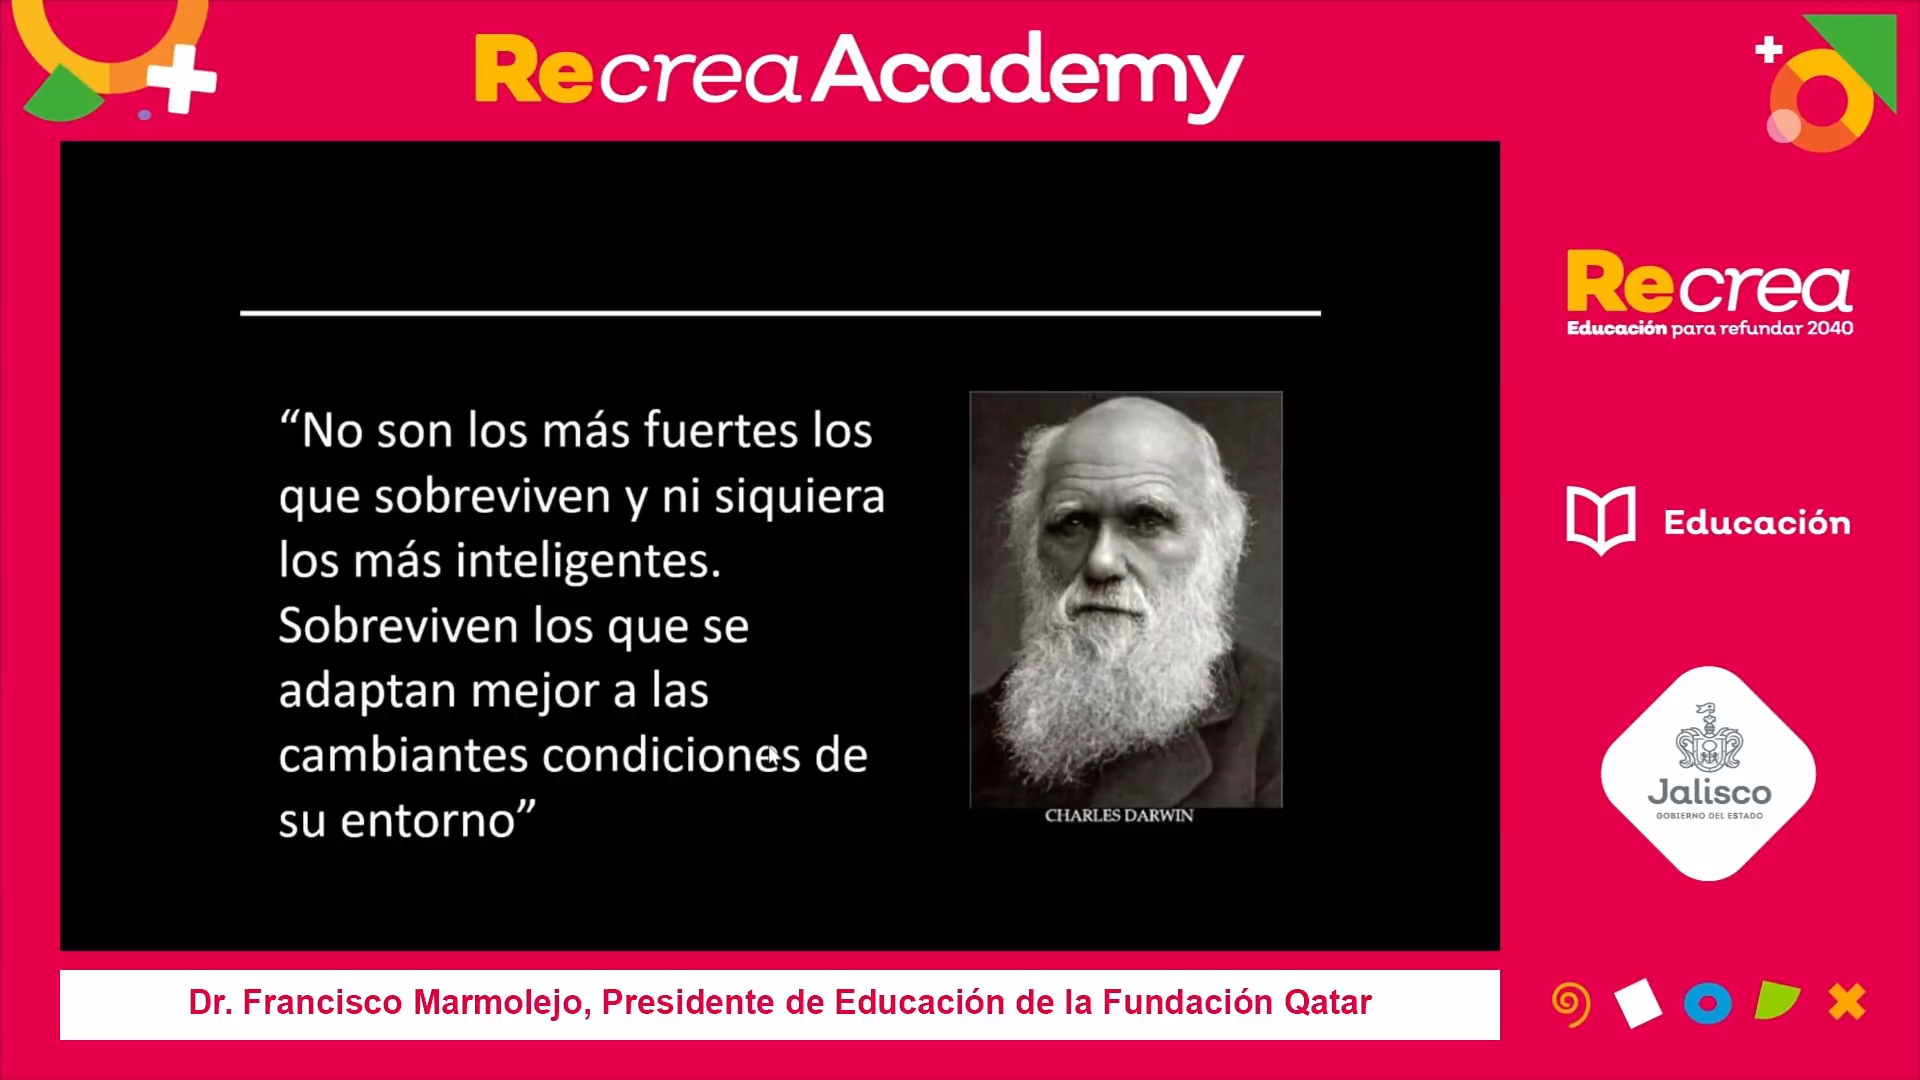 Recrea Academy
“No son los más fuertes los
que sobreviven y ni siquiera
los más inteligentes.
Sobreviven los que se
adaptan mejor a las
cambiantes condiciones de
su entorno”
CHARLES DARWIN
Recrea
Educación para refundar 2040
Educación
Jalisco
GOBIERNO DEL ESTADO
Dr. Francisco Marmolejo, Presidente de Educación de la Fundación Qatar